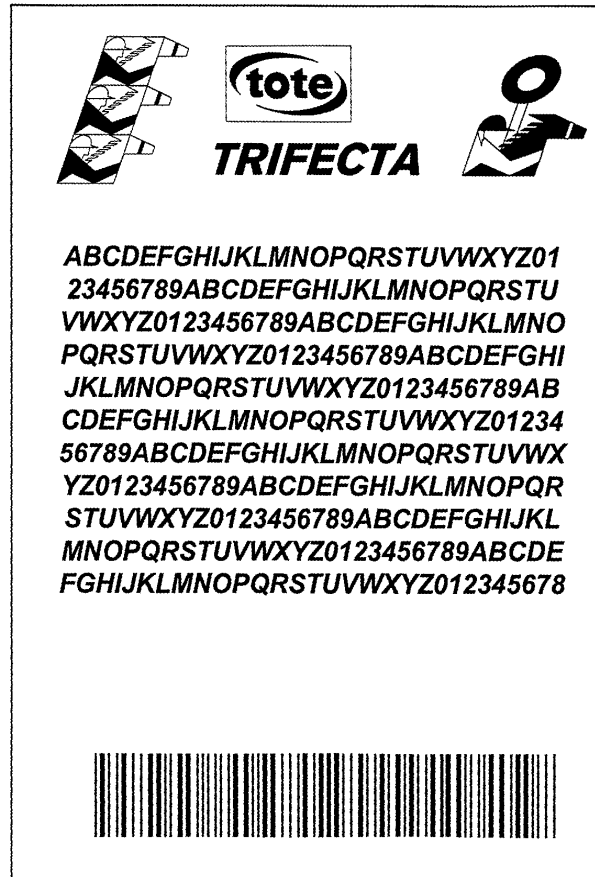 tote
TRIFECTA
ABCDEFGHIJKLMNOPQRSTUVWXYZ01
23456789ABCDEFGHIJKLMNOPQRSTU
VWXYZ0123456789ABCDEFGHIJKLMNO
PQRSTUVWXYZ0123456789ABCDEFGHI
JKLMNOPQRSTUVWXYZ0123456789AB
CDEFGHIJKLMNOPQRSTUVWXYZ01234
56789ABCDEFGHIJKLMNOPQRSTUVWX
YZ0123456789ABCDEFGHIJKLMNOPQR
STUVWXYZ0123456789ABCDEFGHIJKL
MNOPQRSTUVWXYZ0123456789ABCDE
FGHIJKLMNOPQRSTUVWXYZ012345678